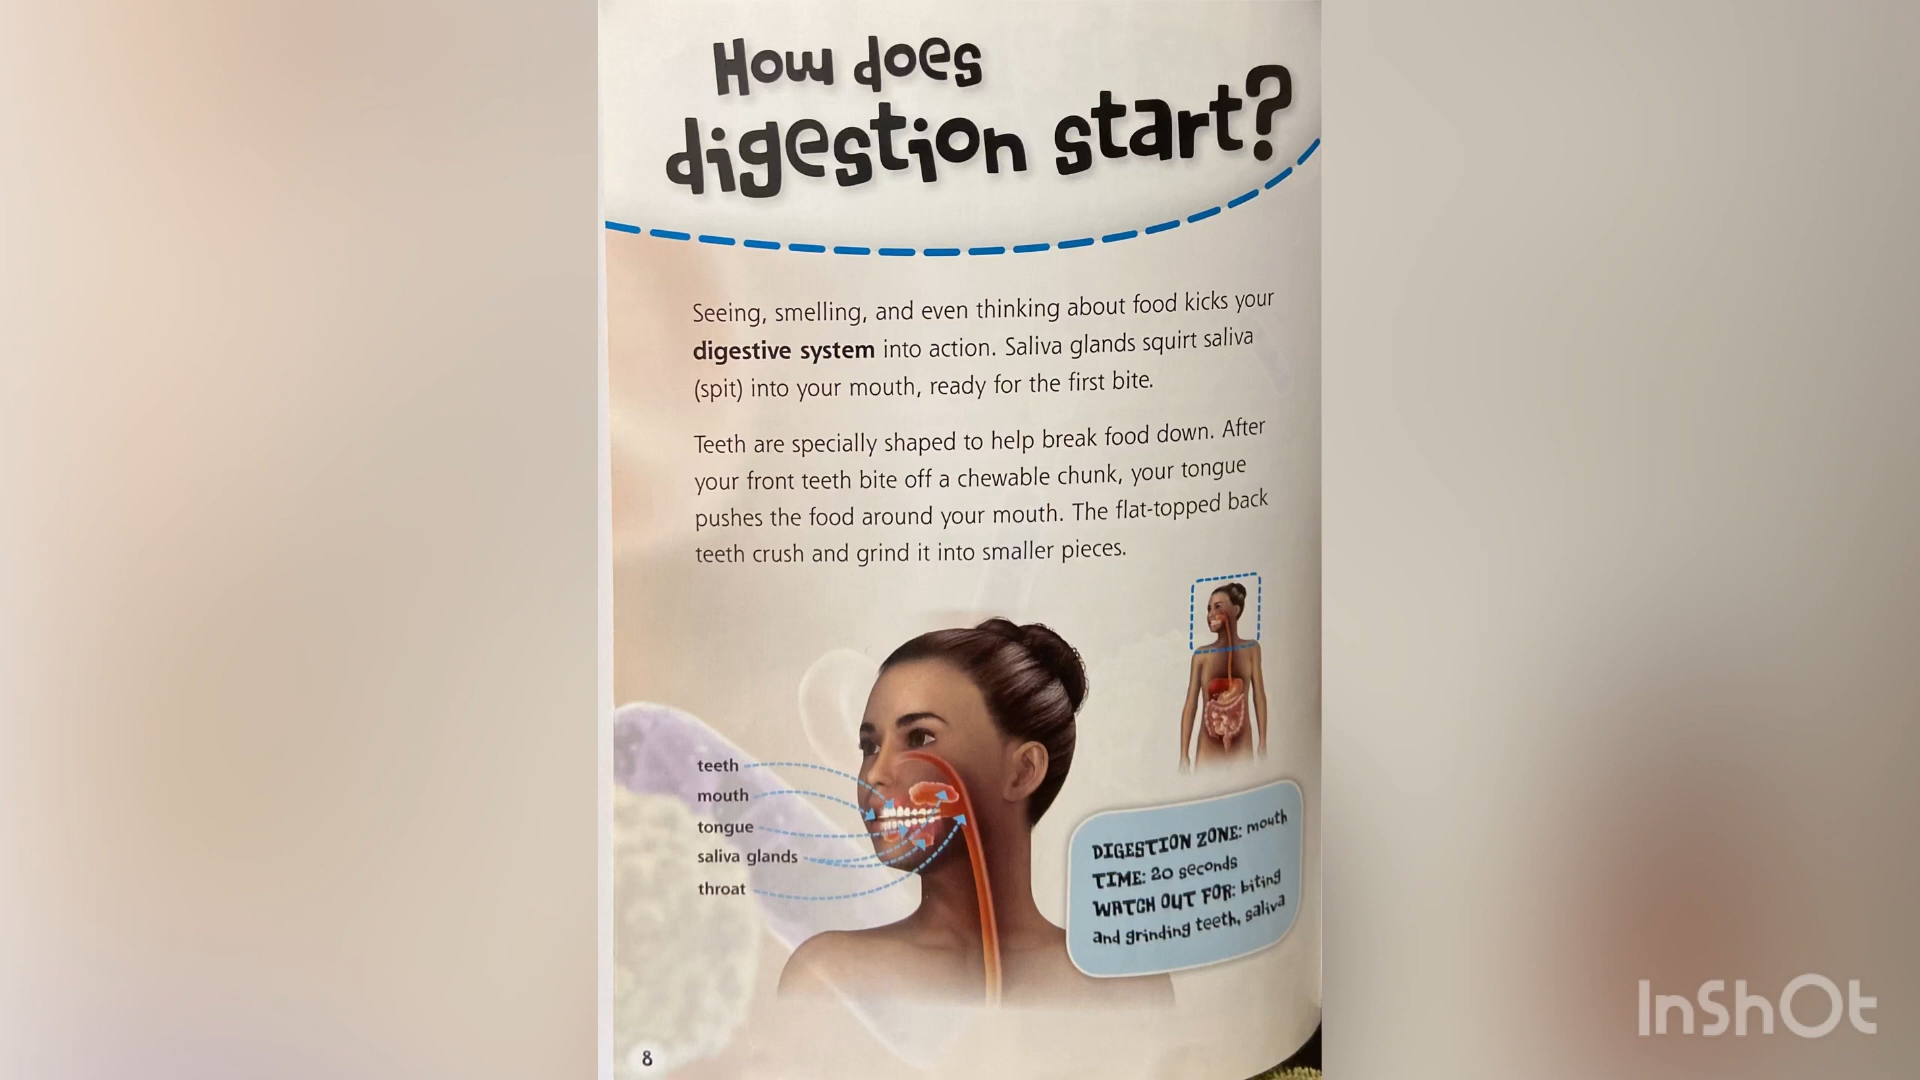 How does
digestion start?
Seeing, smelling, and even thinking about food kicks your
digestive system into action. Saliva glands squirt saliva
(spit) into your mouth, ready for the first bite.
Teeth are specially shaped to help break food down. After
your front teeth bite off a chewable chunk, your tongue
pushes the food around your mouth. The flat-topped back
teeth crush and grind it into smaller pieces.
teeth
mouth
tongue
saliva glands
throat
DIGESTION ZONE: mouth
TIME: 20 seconds
WATCH OUT FOR: biting
and grinding teeth, saliva
8
InShOt